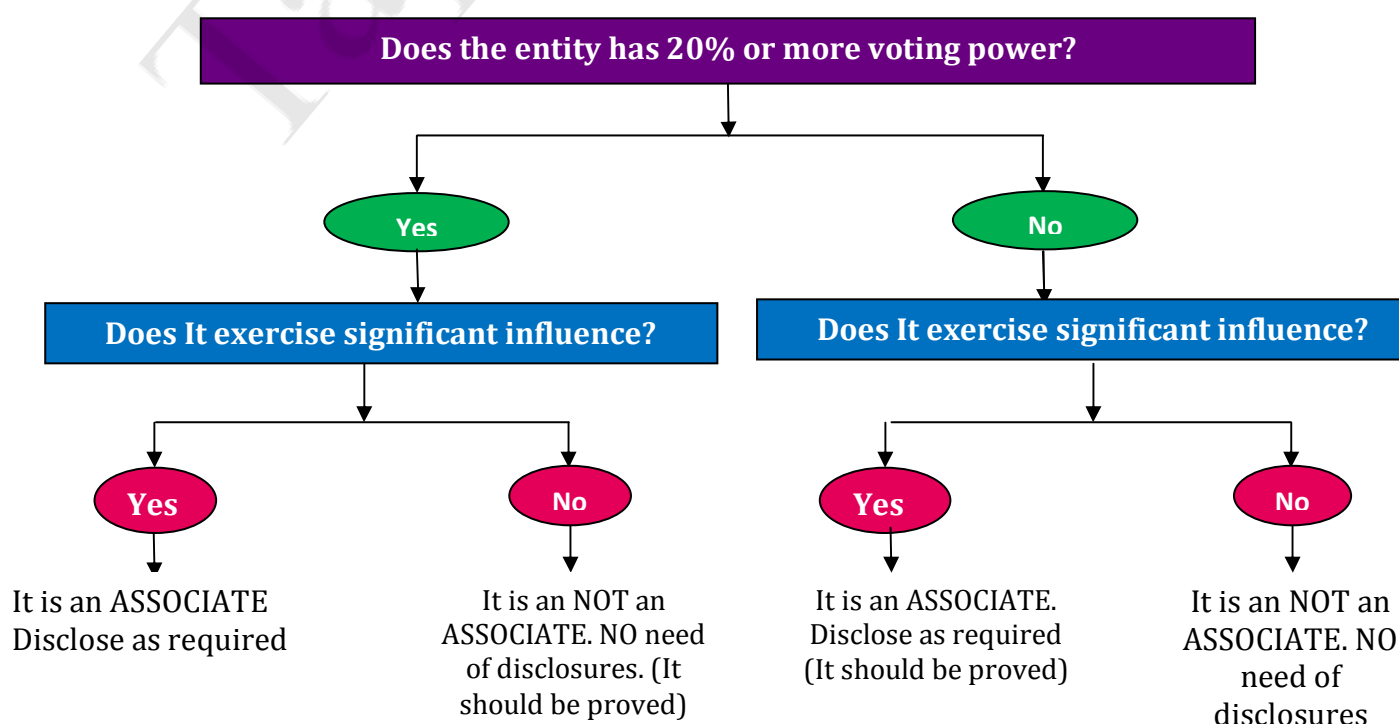 Does the entity has 20% or more voting power?
Yes
No
Does It exercise significant influence?
Does It exercise significant influence?
Yes
No
Yes
No
It is an ASSOCIATE
Disclose as required
It is an NOT an
ASSOCIATE. NO need
of disclosures. (It
should be proved)
It is an ASSOCIATE.
Disclose as required
(It should be proved)
It is an NOT an
ASSOCIATE. NO
need of
disclosures